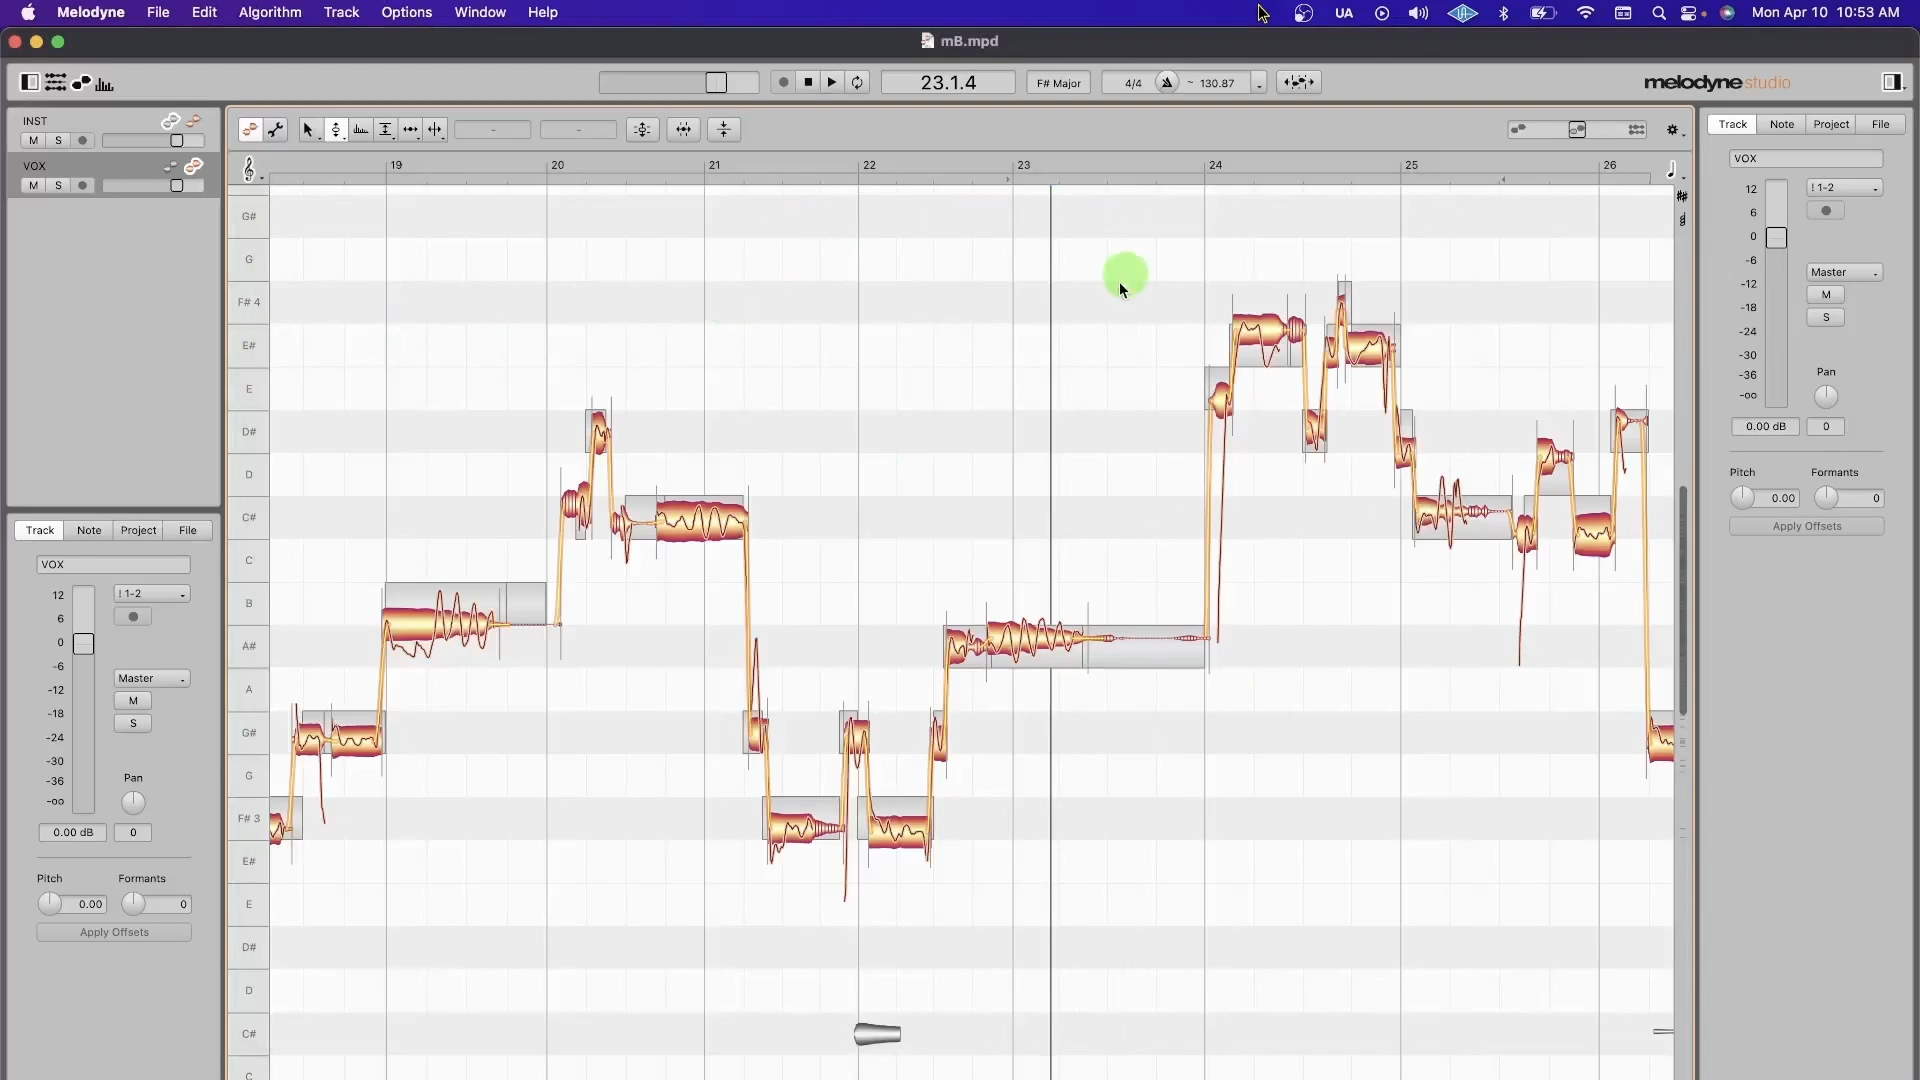 Melodyne File Edit Algorithm Track Options Window Help UA Mon Apr 10 10:53 AM
mB.mpd
23.1.4 F# Major 4/4 ~ 130.87 melodyne studio
INST
M S
VOX
M S
- -
19 20 21 22 23 24 25 26
G#
G
F# 4
E#
E
D#
D
C#
C
B
A#
A
G#
G
F# 3
E#
E
D#
D
C#
C
Track Note Project File
VOX
12
6
0
-6
-12
-18
-24
-30
-36
-oo
! 1-2
Master
M
S
Pan
0.00 dB 0
Pitch Formants
0.00 0
Apply Offsets
Track Note Project File
VOX
12
6
0
-6
-12
-18
-24
-30
-36
-oo
! 1-2
Master
M
S
Pan
0.00 dB 0
Pitch Formants
0.00 0
Apply Offsets